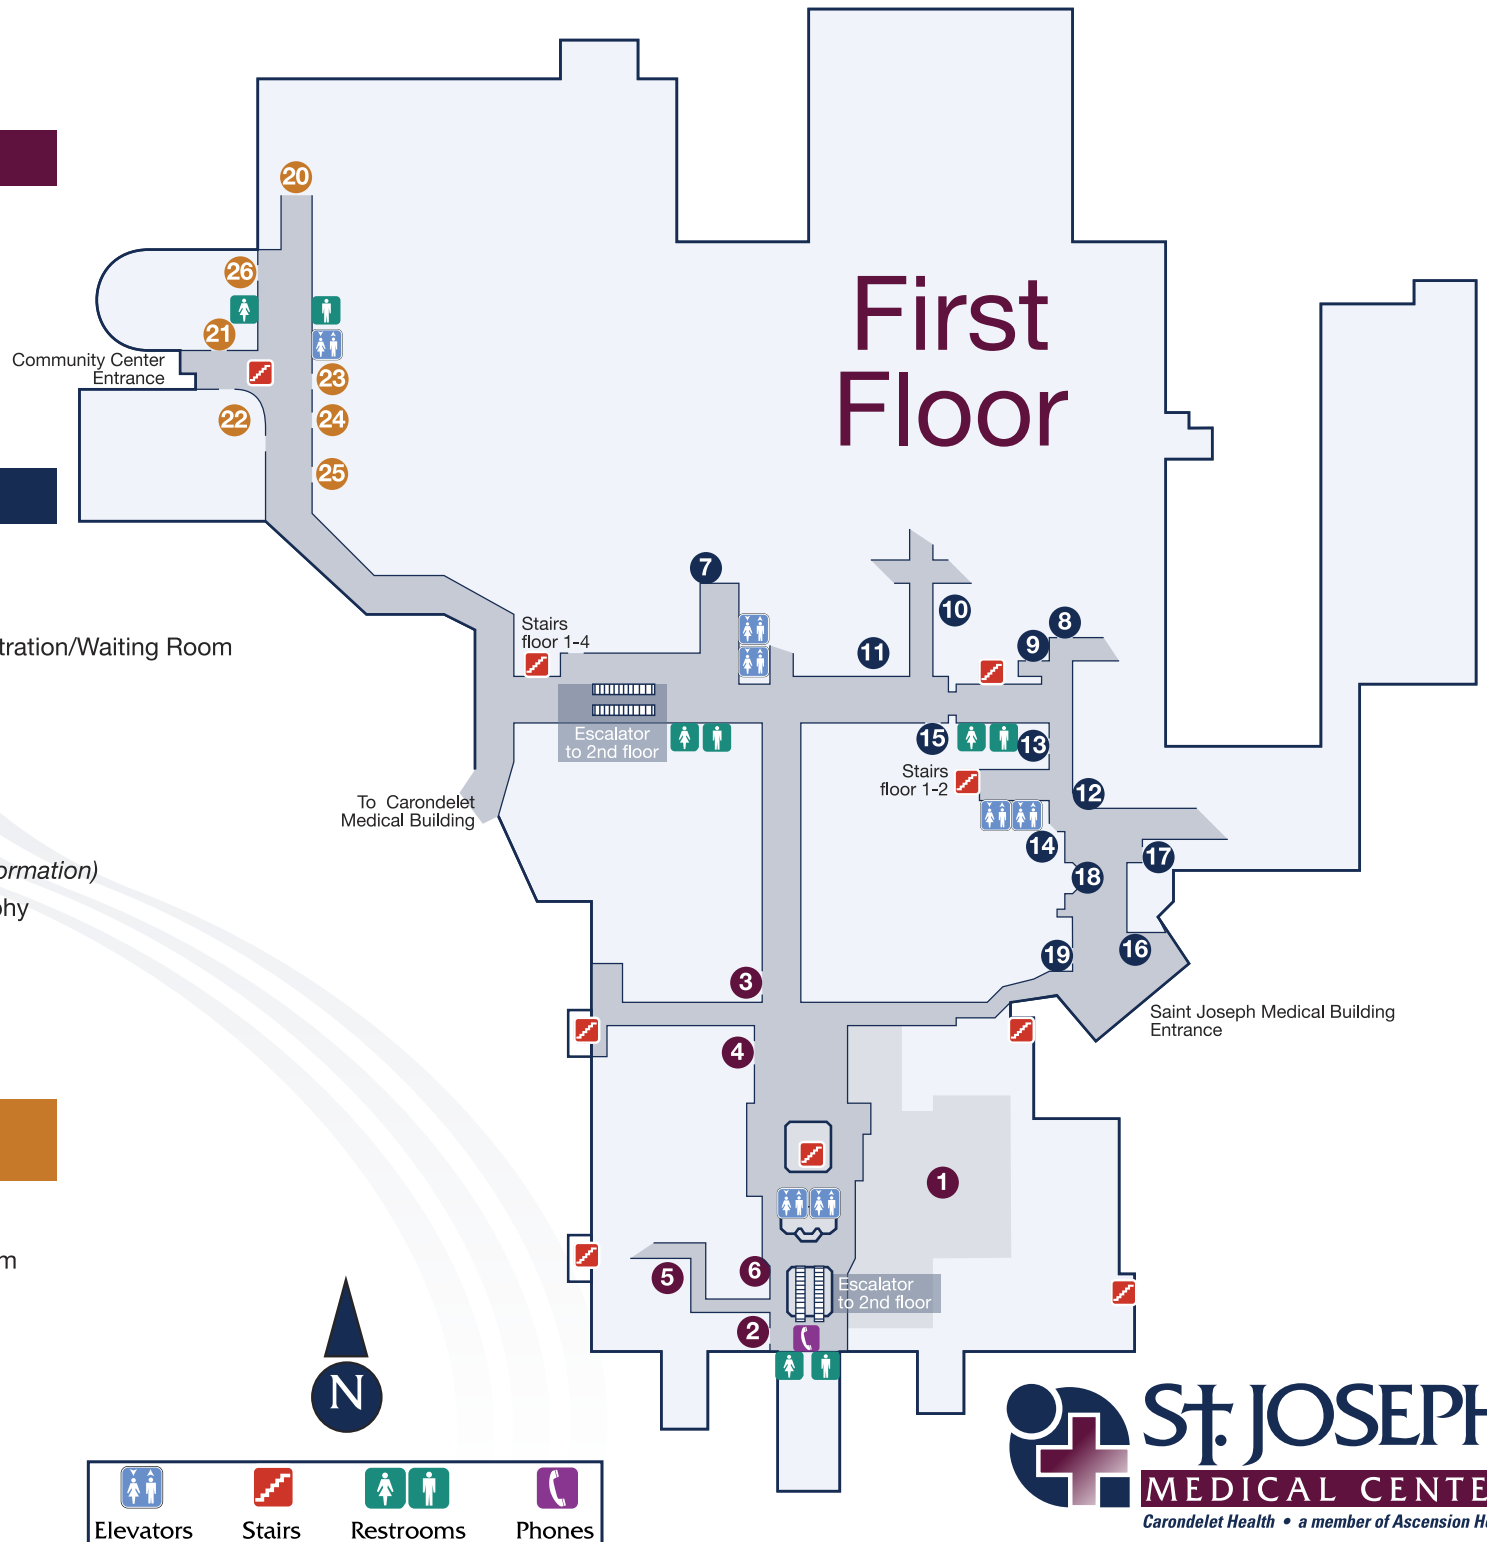 First
Floor
20
26
21
Community Center
Entrance
23
22
24
25
7
Stairs
floor 1-4
10
8
9
11
tration/Waiting Room
Escalator
to 2nd floor
15
13
Stairs
floor 1-2
12
To Carondelet
Medical Building
14
17
18
ormation)
phy
19
16
3
Saint Joseph Medical Building
Entrance
4
1
m
5
6
Escalator
to 2nd floor
2
N
ST. JOSEPH
MEDICAL CENTE
Carondelet Health • a member of Ascension He
Elevators
Stairs
Restrooms
Phones